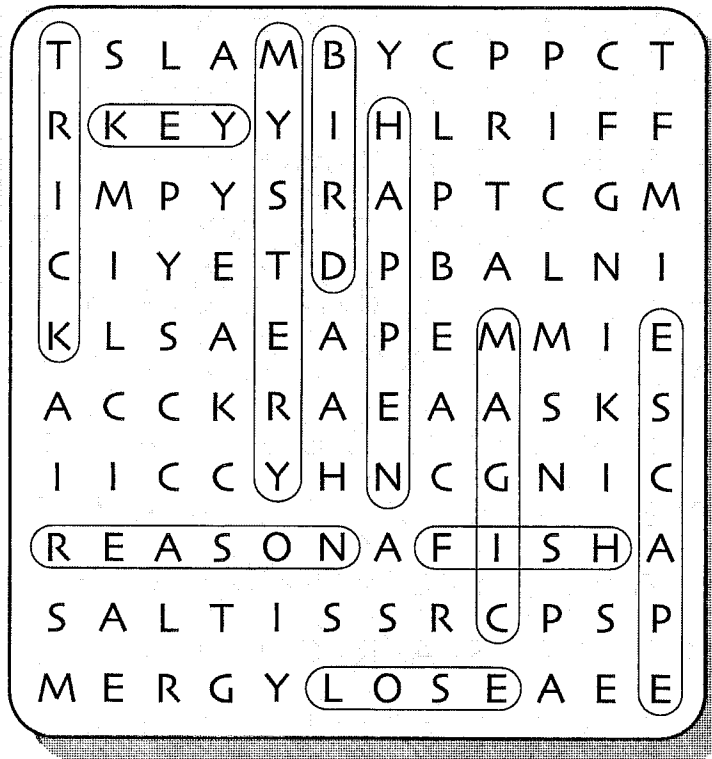 T S L A M B Y C P P C T
R K E Y Y I H L R I F F
I M P Y S R A P T C G M
C I Y E T D P B A L N I
K L S A E A P E M M I E
A C C K R A E A A S K S
I I C C Y H N C G N I C
R E A S O N A F I S H A
S A L T I S S R C P S P
M E R G Y L O S E A E E